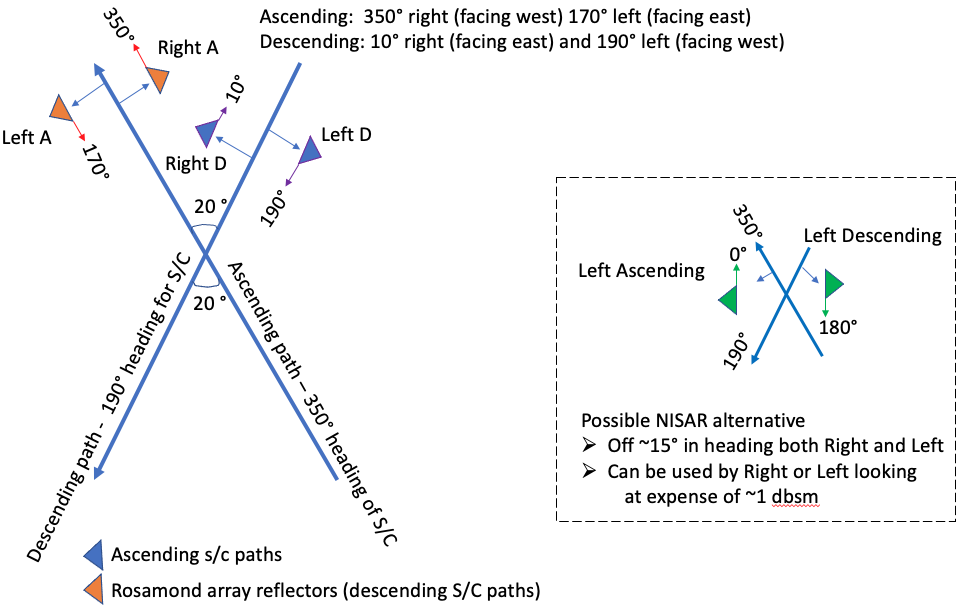 Ascending: 350° right (facing west) 170° left (facing east)
Descending: 10° right (facing east) and 190° left (facing west)
350°
Right A
Left A
170°
10°
Right D
Left D
190°
20 °
20 °
Descending path - 190° heading for S/C
Ascending path – 350° heading of S/C
Ascending s/c paths
Rosamond array reflectors (descending S/C paths)
350°
0°
Left Descending
Left Ascending
180°
190°
Possible NISAR alternative
➢ Off ~15° in heading both Right and Left
➢ Can be used by Right or Left looking
at expense of ~1 dbsm